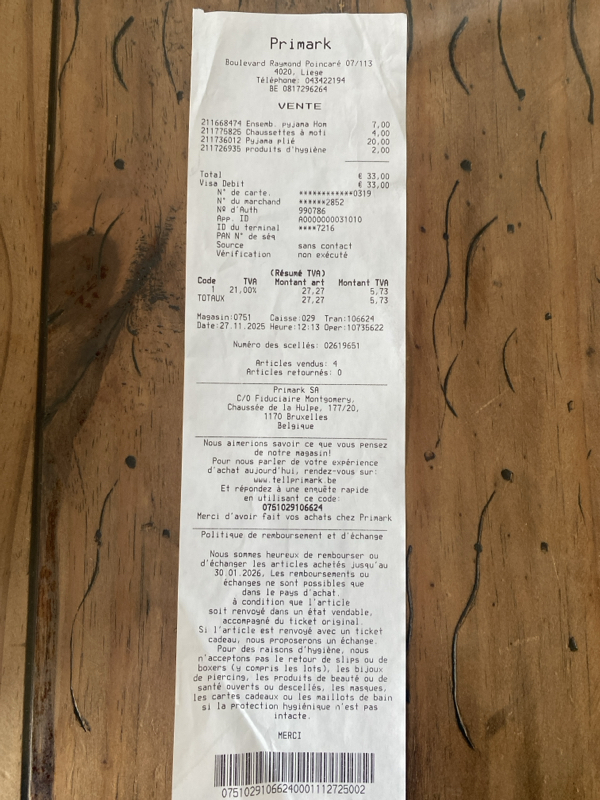 Primark
Boulevard Raymond Poincaré 07/113
4020, Liege
Téléphone: 043422194
BE 0817296264
VENTE
211668474 Ensemb. pyjama Hom 7,00
211775826 Chaussettes à moti 4,00
211736012 Pyjama plié 20,00
211726935 produits d'hygiène 2,00
Total € 33,00
Visa Debit € 33,00
N° de carte. ************0319
N° du marchand ******2852
Nº d'Auth 990786
App. ID A0000000031010
ID du terminal ****7216
PAN N° de séq
Source sans contact
Vérification non exécuté
(Résumé TVA)
Code TVA Montant art Montant TVA
1 21,00% 27,27 5,73
TOTAUX 27,27 5,73
Magasin:0751 Caisse:029 Tran:106624
Date:27.11.2025 Heure:12:13 Oper:10735622
Numéro des scellés: 02619651
Articles vendus: 4
Articles retournés: 0
Primark SA
C/O Fiduciaire Montgomery,
Chaussée de la Hulpe, 177/20,
1170 Bruxelles
Belgique
Nous aimerions savoir ce que vous pensez
de notre magasin!
Pour nous parler de votre expérience
d'achat aujourd'hui, rendez-vous sur:
www.tellprimark.be
Et répondez à une enquête rapide
en utilisant ce code:
0751029106624
Merci d'avoir fait vos achats chez Primark
Politique de remboursement et d'échange
Nous sommes heureux de rembourser ou
d'échanger les articles achetés jusqu'au
30.01.2026, Les remboursements ou
échanges ne sont possibles que
dans le pays d'achat.
à condition que l'article
soit renvoyé dans un état vendable,
accompagné du ticket original.
Si l'article est renvoyé avec un ticket
cadeau, nous proposerons un échange.
Pour des raisons d'hygiène, nous
n'acceptons pas le retour de slips ou de
boxers (y compris les lots), les bijoux
de piercing, les produits de beauté ou de
santé ouverts ou descellés, les masques,
les cartes cadeaux ou les maillots de bain
si la protection hygiénique n'est pas
intacte.
MERCI
07510291066240001112725002